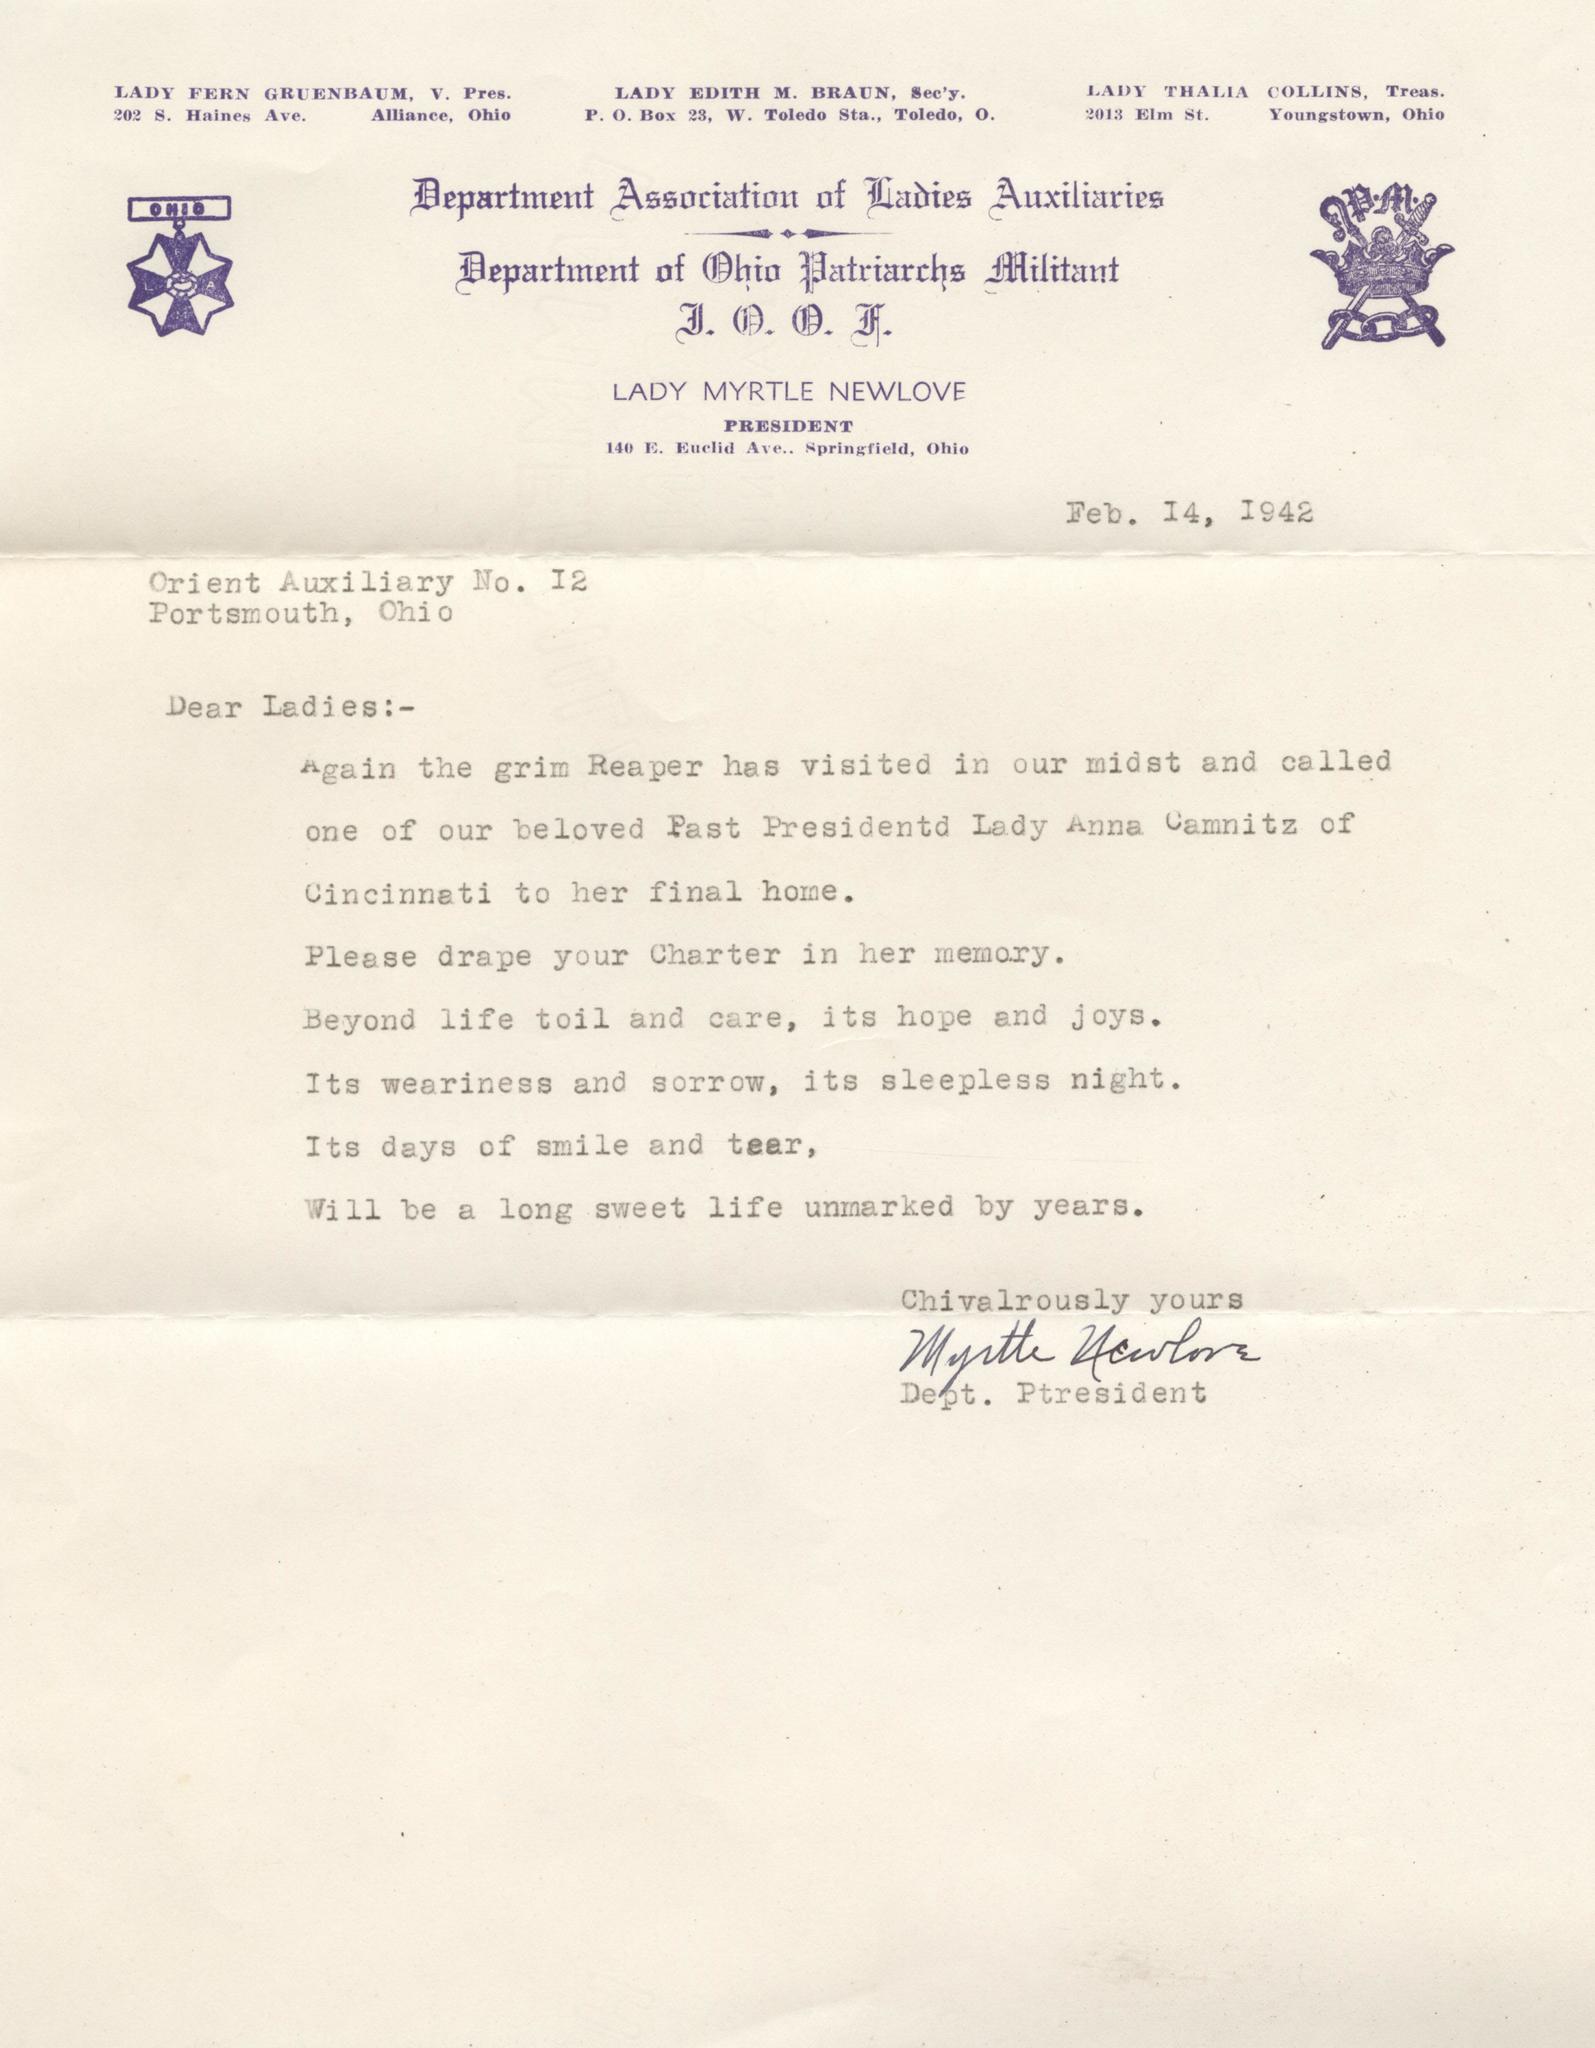 LADY FERN GRUENBAUM, V. Pres.
202 S. Haines Ave. Alliance, Ohio
LADY EDITH M. BRAUN, Sec'y.
P. O. Box 23, W. Toledo Sta., Toledo, O.
LADY THALIA COLLINS, Treas.
2013 Elm St. Youngstown, Ohio
OHIO
L A
P.M.
Department Association of Ladies Auxiliaries
Department of Ohio Patriarchs Militant
I. O. O. F.
LADY MYRTLE NEWLOVE
PRESIDENT
140 E. Euclid Ave.. Springfield, Ohio
Feb. I4, I942
Orient Auxiliary No. I2
Portsmouth, Ohio
Dear Ladies:-
Again the grim Reaper has visited in our midst and called
one of our beloved Past Presidentd Lady Anna Camnitz of
Cincinnati to her final home.
Please drape your Charter in her memory.
Beyond life toil and care, its hope and joys.
Its weariness and sorrow, its sleepless night.
Its days of smile and tear,
Will be a long sweet life unmarked by years.
Chivalrously yours
Myrtle Newlove
Dept. Ptresident